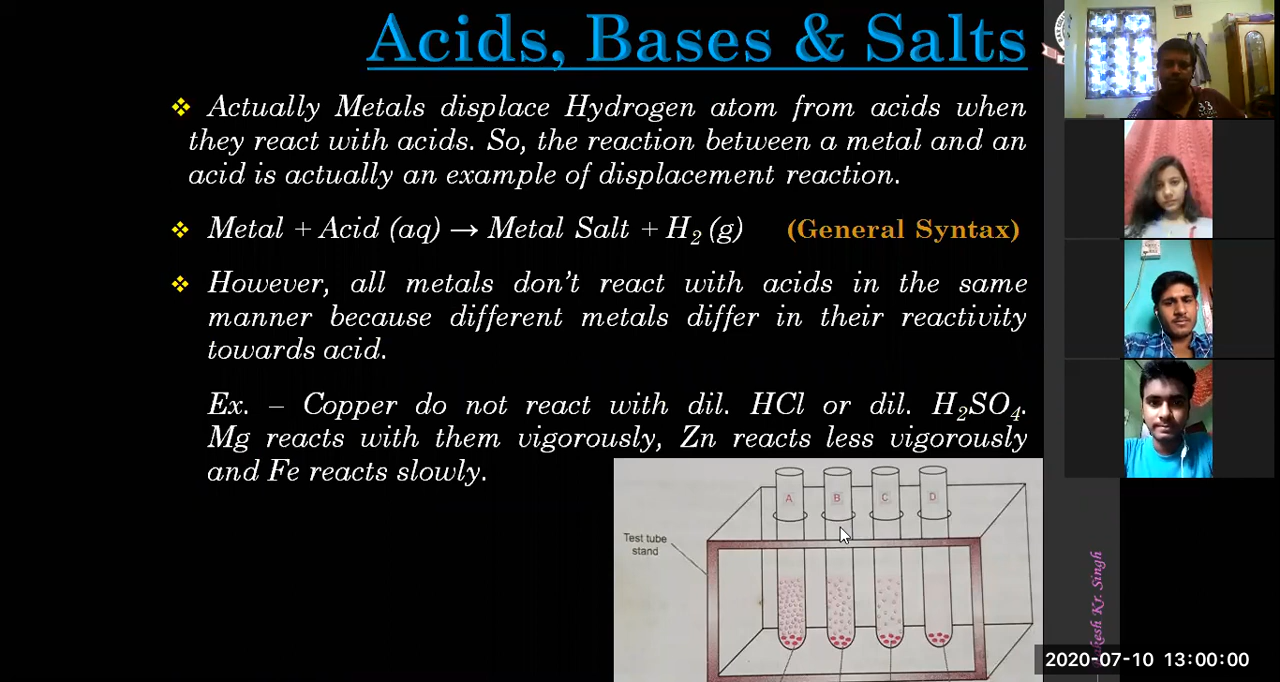 Acids, Bases & Salts
❖ Actually Metals displace Hydrogen atom from acids when
they react with acids. So, the reaction between a metal and an
acid is actually an example of displacement reaction.
❖ Metal + Acid (aq) → Metal Salt + H₂ (g) (General Syntax)
❖ However, all metals don't react with acids in the same
manner because different metals differ in their reactivity
towards acid.
Ex. – Copper do not react with dil. HCl or dil. H₂SO₄.
Mg reacts with them vigorously, Zn reacts less vigorously
and Fe reacts slowly.
A B C D
Test tube
stand
Kr. Singh
2020-07-10 13:00:00